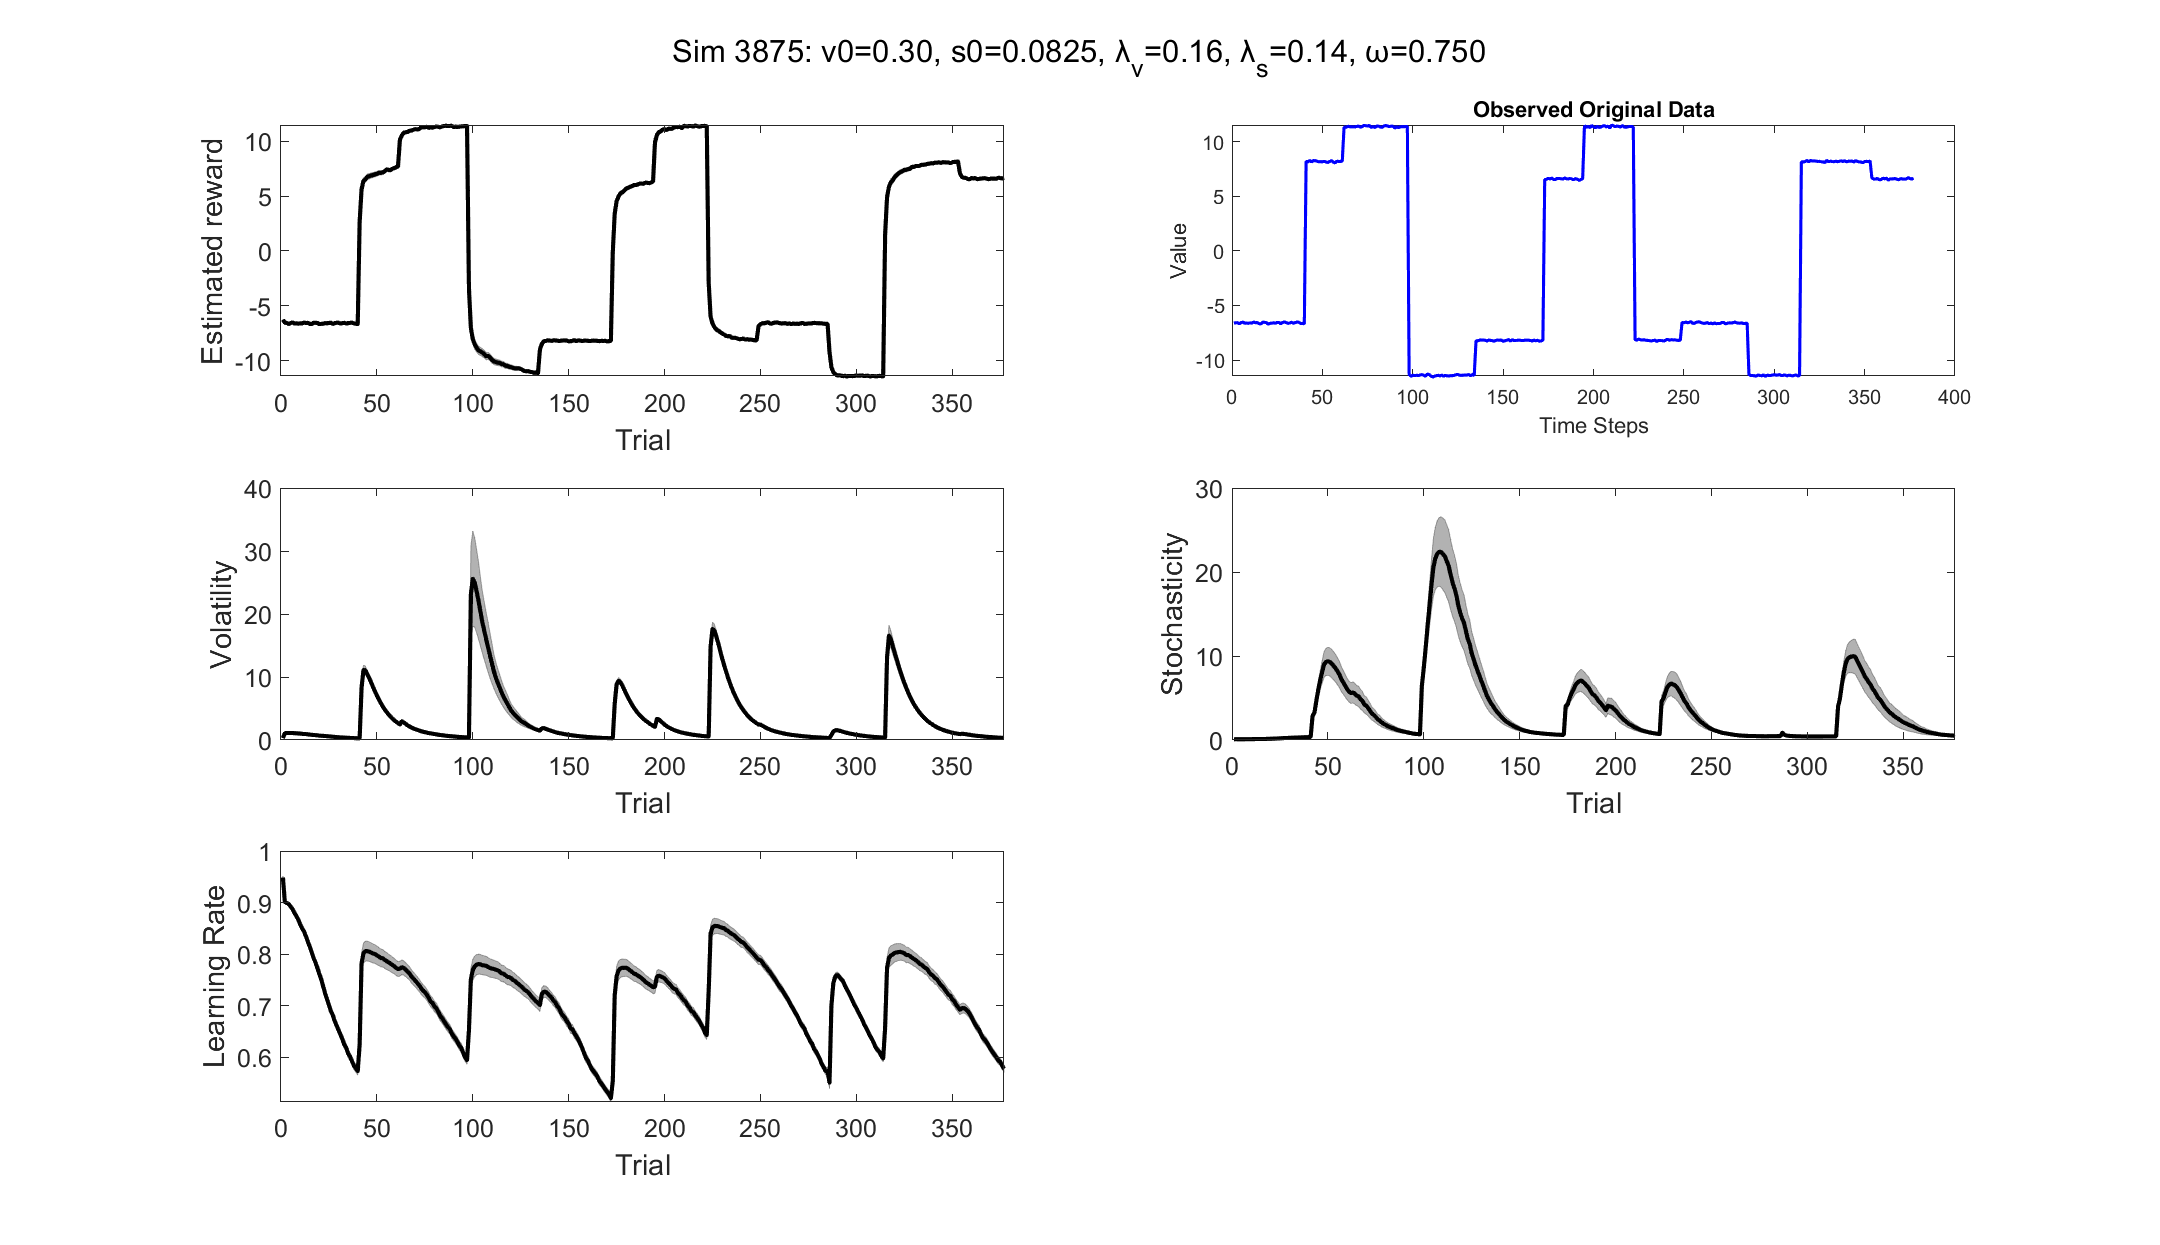 Sim 3875: v0=0.30, s0=0.0825, λ_v=0.16, λ_s=0.14, ω=0.750
Estimated reward
10
5
0
-5
-10
0 50 100 150 200 250 300 350
Trial
Observed Original Data
Value
10
5
0
-5
-10
0 50 100 150 200 250 300 350 400
Time Steps
Volatility
40
30
20
10
0
0 50 100 150 200 250 300 350
Trial
Stochasticity
30
20
10
0
0 50 100 150 200 250 300 350
Trial
Learning Rate
1
0.9
0.8
0.7
0.6
0 50 100 150 200 250 300 350
Trial